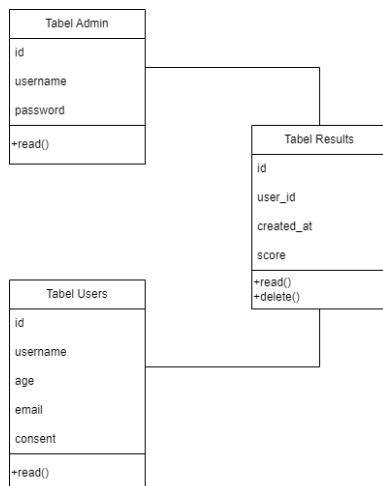 Tabel Admin
id
username
password
+read()
Tabel Results
id
user_id
created_at
score
+read()
+delete()
Tabel Users
id
username
age
email
consent
+read()